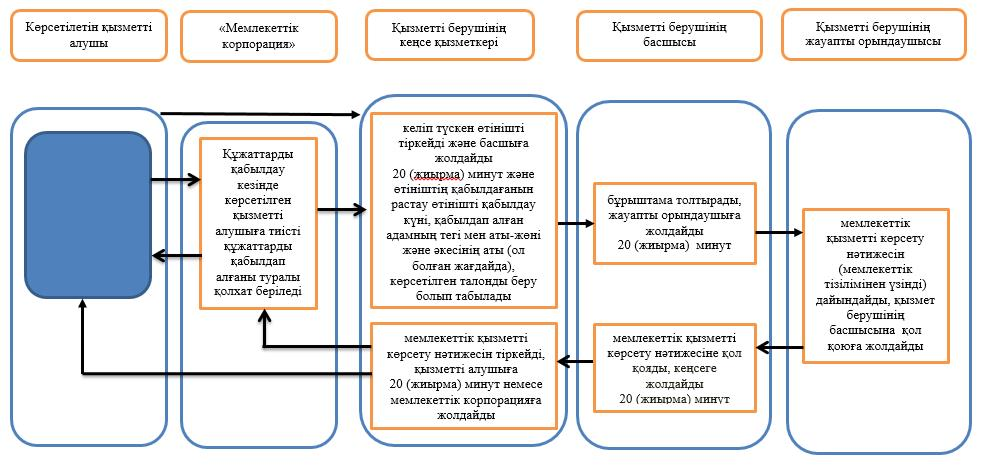 Көрсетілетін қызметті
алушы
«Мемлекеттік
корпорация»
Қызметті берушінің
кеңсе қызметкері
Қызметті берушінің
басшысы
Қызметті берушінің
жауапты орындаушысы
Құжаттарды
қабылдау
кезінде
көрсетілген
қызметті
алушыға тиісті
құжаттарды
қабылдап
алғаны туралы
қолхат беріледі
келіп түскен өтінішті
тіркейді және басшыға
жолдайды
20 (жиырма) минут және
өтініштің қабылдағанын
растау өтінішті қабылдау
күні, қабылдап алған
адамның тегі мен аты-жөні
және әкесінің аты (ол
болған жағдайда),
көрсетілген талонды беру
болып табылады
бұрыштама толтырады,
жауапты орындаушыға
жолдайды
20 (жиырма) минут
мемлекеттік
қызметті көрсету
нәтижесін
(мемлекеттік
тізілімінен үзінді)
дайындайды, қызмет
берушінің
басшысына қол
қоюға жолдайды
мемлекеттік қызметті
көрсету нәтижесін тіркейді,
қызметті алушыға
20 (жиырма) минут немесе
мемлекеттік корпорацияға
жолдайды
мемлекеттік қызметті
көрсету нәтижесіне қол
қояды, кеңсеге
жолдайды
20 (жиырма) минут